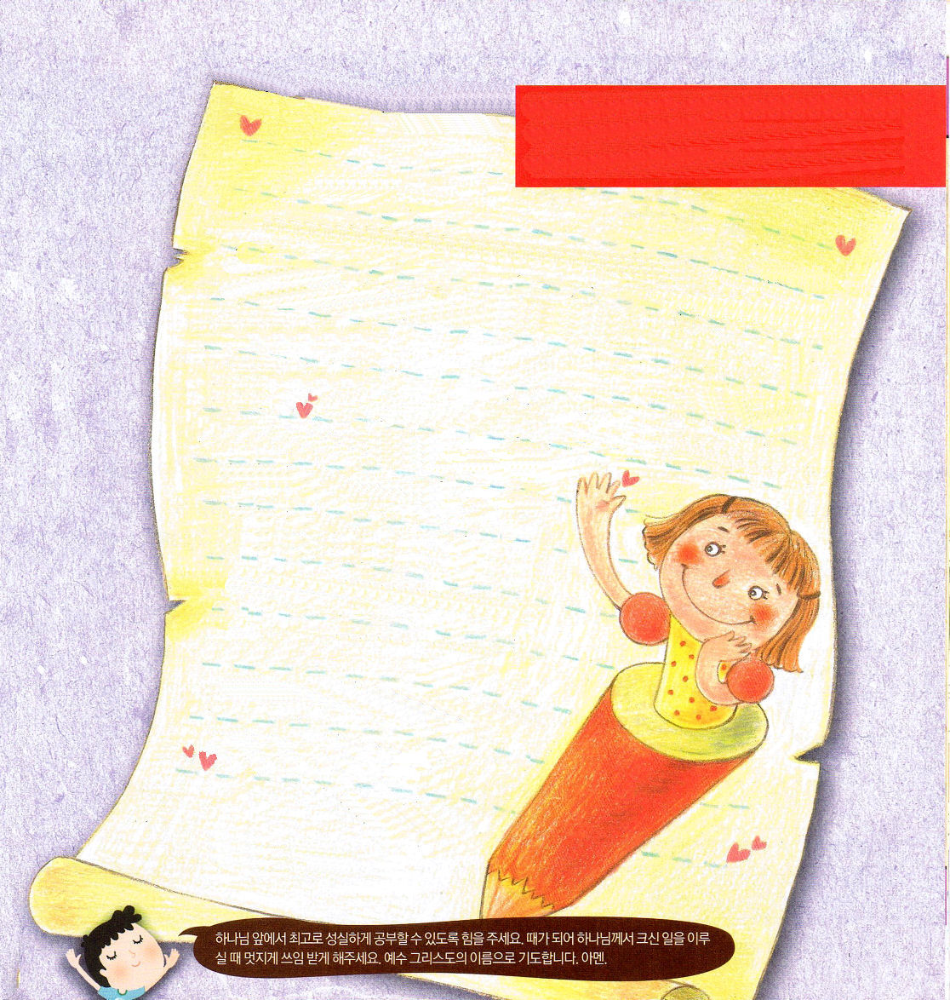 하나님 앞에서 최고로 성실하게 공부할 수 있도록 힘을 주세요. 때가 되어 하나님께서 크신 일을 이루
실 때 멋지게 쓰임 받게 해주세요. 예수 그리스도의 이름으로 기도합니다. 아멘.